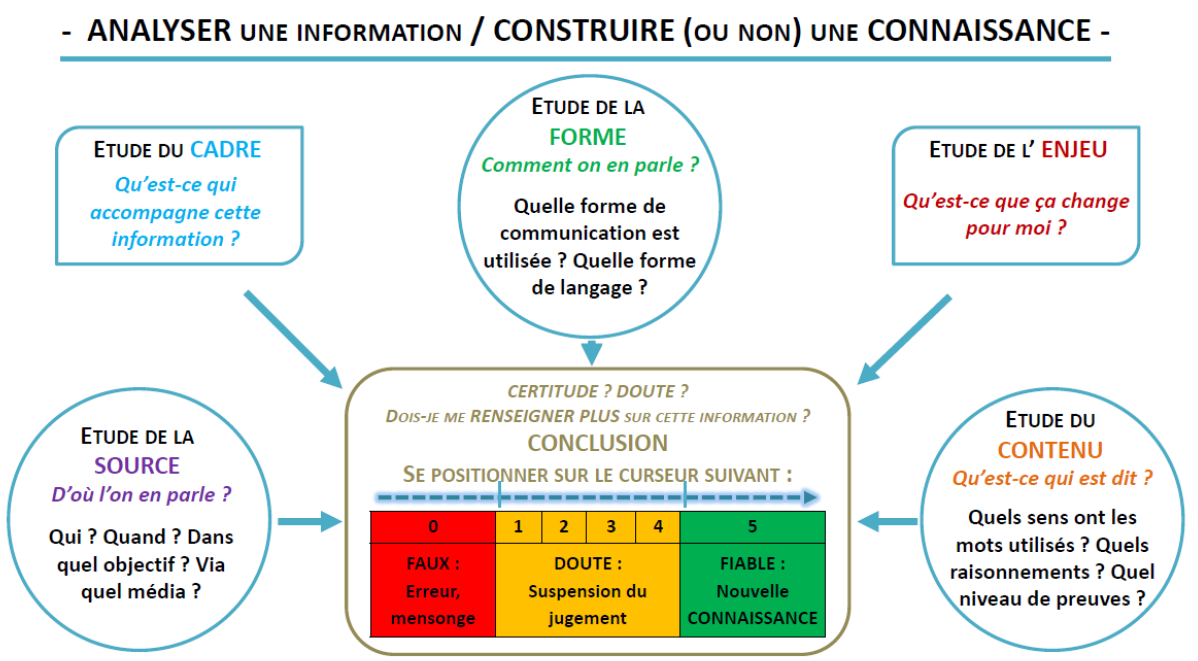 - ANALYSER UNE INFORMATION / CONSTRUIRE (OU NON) UNE CONNAISSANCE -
ETUDE DU CADRE
Qu'est-ce qui
accompagne cette
information ?
ETUDE DE LA
FORME
Comment on en parle ?
Quelle forme de
communication est
utilisée ? Quelle forme
de langage ?
ETUDE DE L' ENJEU
Qu'est-ce que ça change
pour moi ?
ETUDE DE LA
SOURCE
D'où l'on en parle ?
Qui ? Quand ? Dans
quel objectif ? Via
quel média ?
CERTITUDE ? DOUTE ?
DOIS-JE ME RENSEIGNER PLUS SUR CETTE INFORMATION ?
CONCLUSION
SE POSITIONNER SUR LE CURSEUR SUIVANT :
0 1 2 3 4 5
FAUX :
Erreur,
mensonge
DOUTE :
Suspension du
jugement
FIABLE :
Nouvelle
CONNAISSANCE
ETUDE DU
CONTENU
Qu'est-ce qui est dit ?
Quels sens ont les
mots utilisés ? Quels
raisonnements ? Quel
niveau de preuves ?